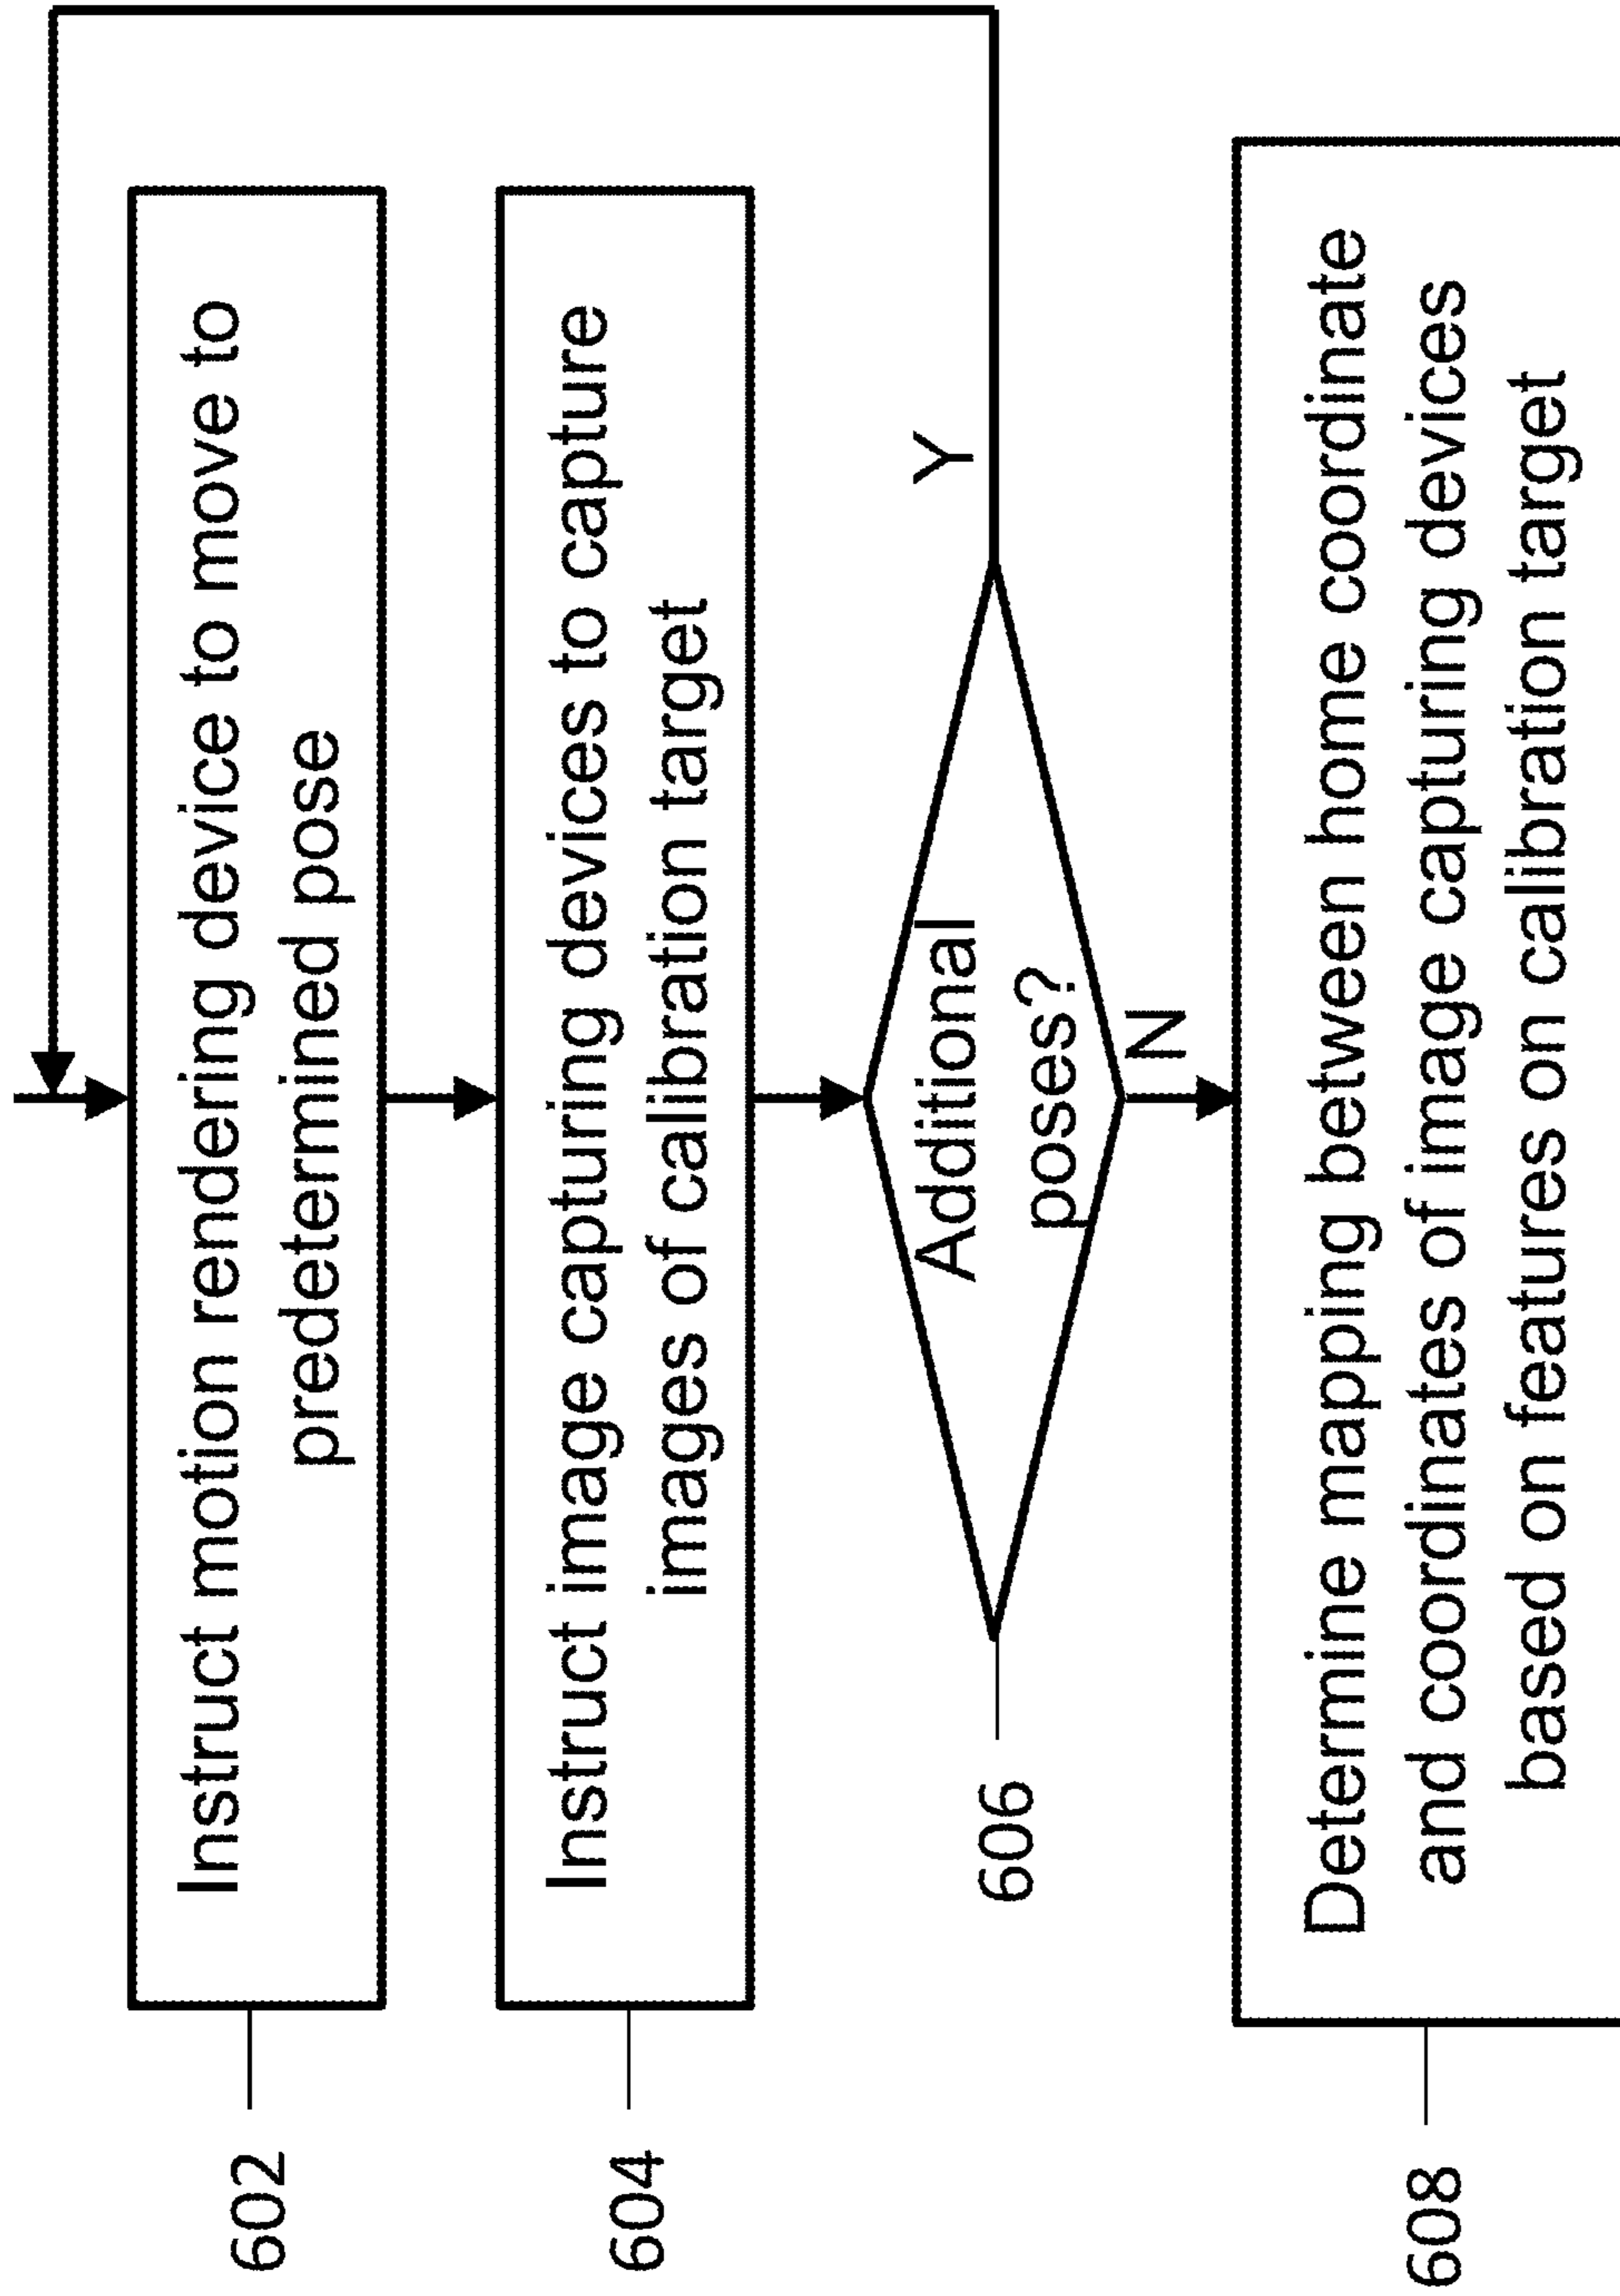 602
Instruct motion rendering device to move to
predetermined pose
604
Instruct image capturing devices to capture
images of calibration target
606
Additional
poses?
Y
N
608
Determine mapping between home coordinate
and coordinates of image capturing devices
based on features on calibration target